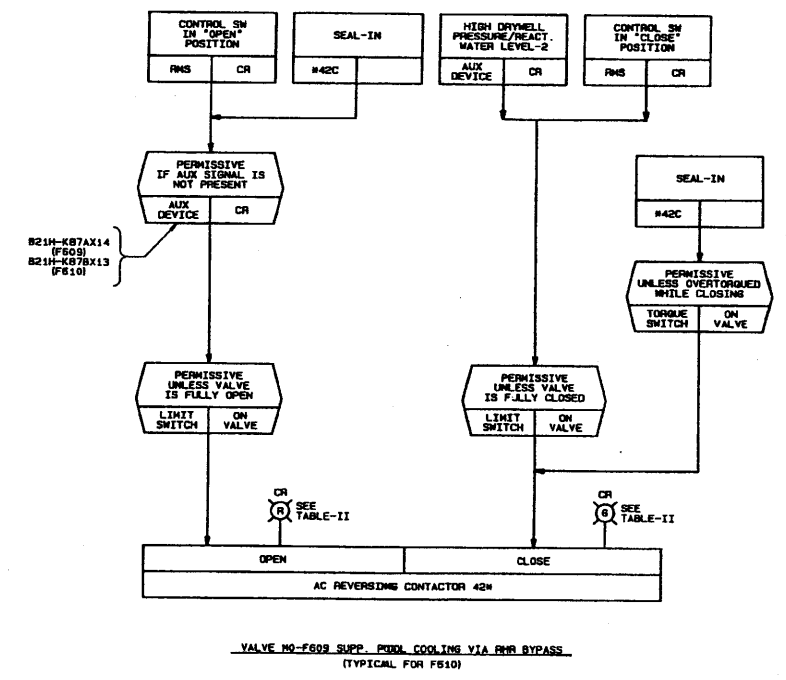 CONTROL SW
IN "OPEN"
POSITION
RMS CR
SEAL-IN
*42C
HIGH DRYWELL
PRESSURE/REACT.
WATER LEVEL-2
AUX
DEVICE CR
CONTROL SW
IN "CLOSE"
POSITION
RMS CR
PERMISSIVE
IF AUX SIGNAL IS
NOT PRESENT
AUX
DEVICE CR
B21H-K87AX14
(F609)
B21H-K87BX13
(F610)
SEAL-IN
*42C
PERMISSIVE
UNLESS OVERTORQUED
WHILE CLOSING
TORQUE
SWITCH
ON
VALVE
PERMISSIVE
UNLESS VALVE
IS FULLY OPEN
LIMIT
SWITCH
ON
VALVE
PERMISSIVE
UNLESS VALVE
IS FULLY CLOSED
LIMIT
SWITCH
ON
VALVE
CR
R
SEE
TABLE-II
CR
G
SEE
TABLE-II
OPEN
CLOSE
AC REVERSING CONTACTOR 42*
VALVE MO-F609 SUPP. POOL COOLING VIA RHR BYPASS
(TYPICAL FOR F610)